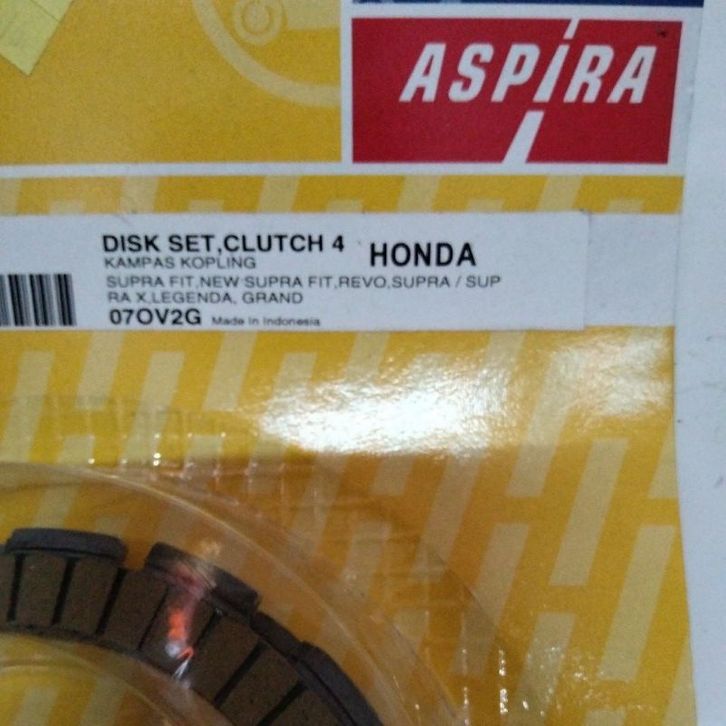 ASPIRA
DISK SET,CLUTCH 4 HONDA
KAMPAS KOPLING
SUPRA FIT,NEW SUPRA FIT,REVO,SUPRA / SUP
RA X,LEGENDA, GRAND
07OV2G Made In Indonesia